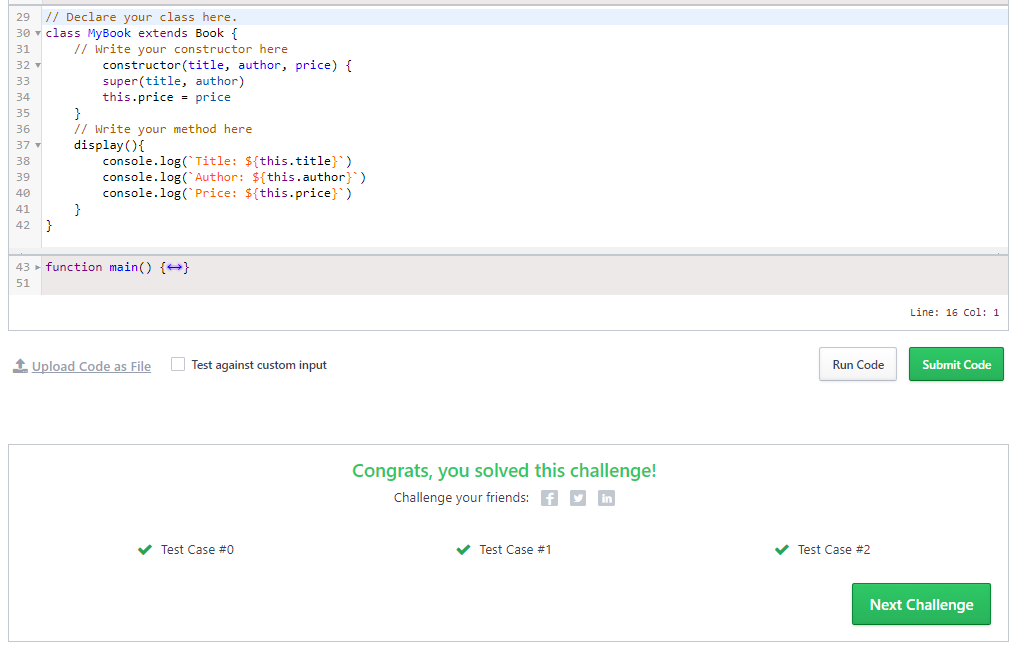 29 // Declare your class here.
30 class MyBook extends Book {
31     // Write your constructor here
32         constructor(title, author, price) {
33         super(title, author)
34         this.price = price
35     }
36     // Write your method here
37     display(){
38         console.log(`Title: ${this.title}`)
39         console.log(`Author: ${this.author}`)
40         console.log(`Price: ${this.price}`)
41     }
42 }
43 function main() {↔}
51
Line: 16 Col: 1
Upload Code as File Test against custom input Run Code Submit Code
Congrats, you solved this challenge!
Challenge your friends: f in
Test Case #0 Test Case #1 Test Case #2
Next Challenge